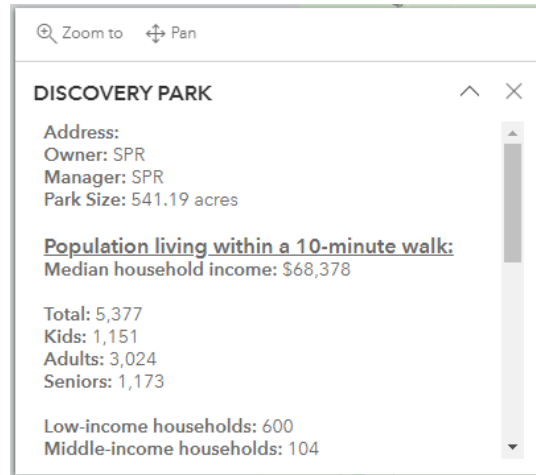 Zoom to Pan
DISCOVERY PARK
Address:
Owner: SPR
Manager: SPR
Park Size: 541.19 acres
Population living within a 10-minute walk:
Median household income: $68,378
Total: 5,377
Kids: 1,151
Adults: 3,024
Seniors: 1,173
Low-income households: 600
Middle-income households: 104